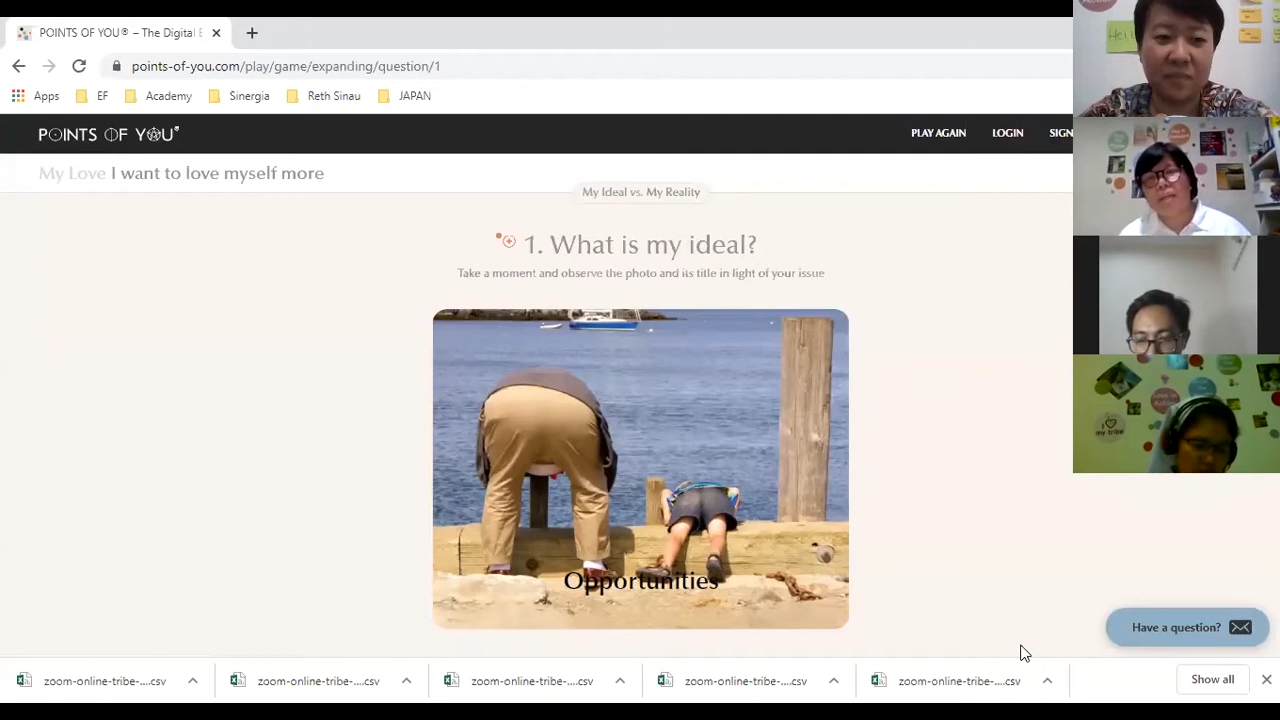 POINTS OF YOU® – The Digital E
points-of-you.com/play/game/expanding/question/1
Apps EF Academy Sinergia Reth Sinau JAPAN
POINTS OF YOU®
PLAY AGAIN LOGIN SIGN
My Love I want to love myself more
My Ideal vs. My Reality
1. What is my ideal?
Take a moment and observe the photo and its title in light of your issue
Opportunities
I ♥
my tribe
Have a question?
zoom-online-tribe-....csv zoom-online-tribe-....csv zoom-online-tribe-....csv zoom-online-tribe-....csv zoom-online-tribe-....csv Show all